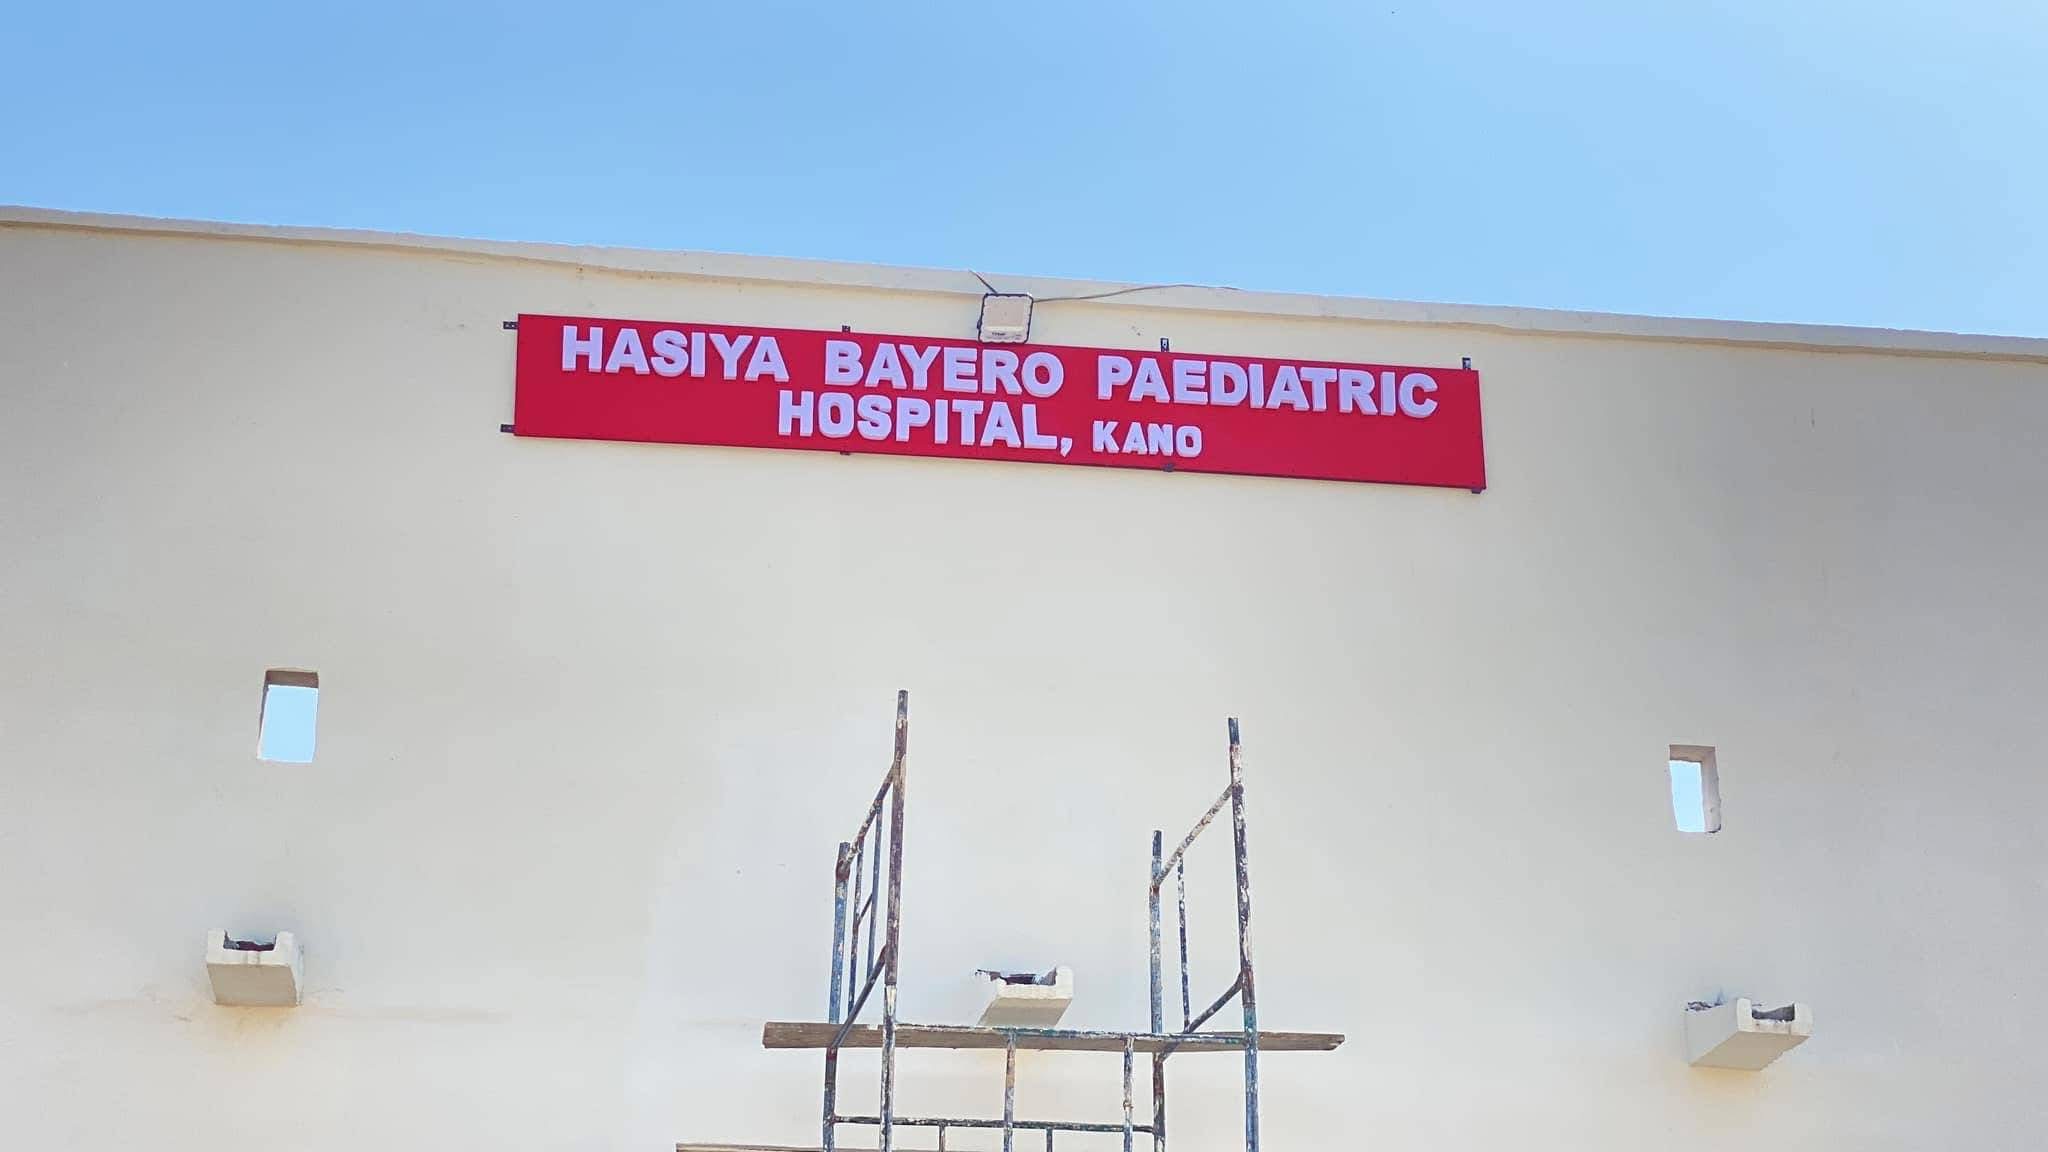 HASIYA BAYERO PAEDIATRIC
HOSPITAL, KANO